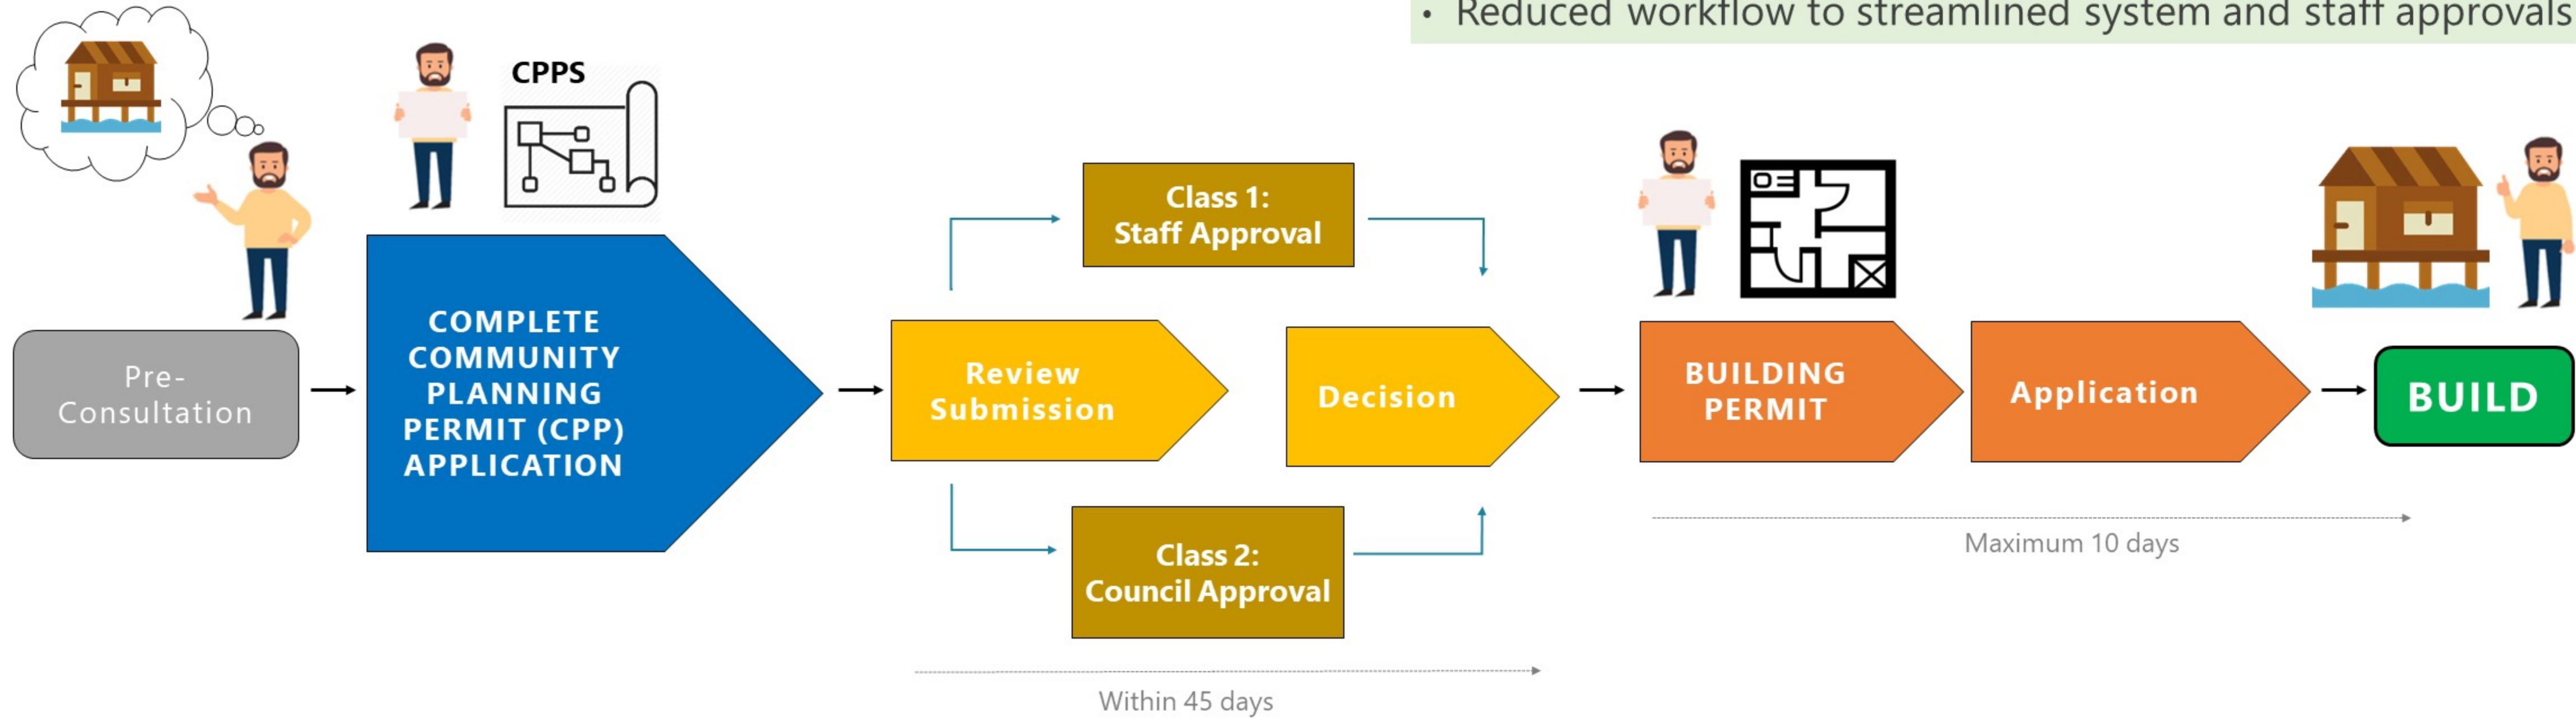 • Reduced workflow to streamlined system and staff approvals
CPPS
Pre-
Consultation
COMPLETE
COMMUNITY
PLANNING
PERMIT (CPP)
APPLICATION
Review
Submission
Class 1:
Staff Approval
Class 2:
Council Approval
Decision
Within 45 days
BUILDING
PERMIT
Application
Maximum 10 days
BUILD